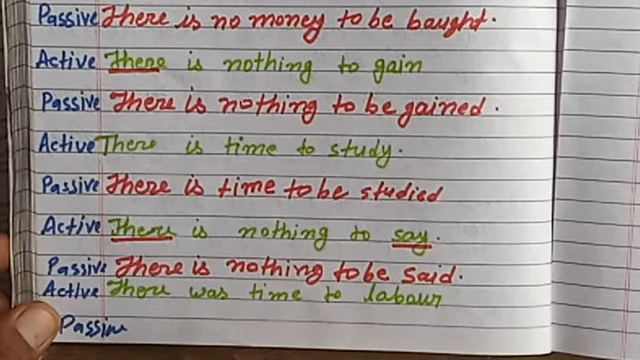 Passive There is no money to be baught.
Active There is nothing to gain
Passive There is nothing to be gained.
Active There is time to study.
Passive There is time to be studied
Active There is nothing to say.
Passive There is nothing to be said.
Active There was time to labour
Passive